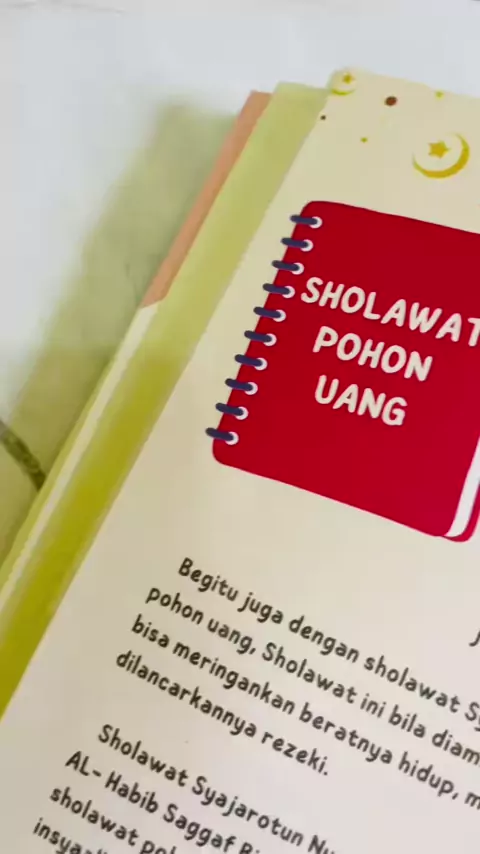 SHOLAWAT
POHON
UANG
Begitu juga dengan sholawat
pohon uang, Sholawat ini bila
bisa meringankan beratnya hidup,
dilancarkannya rezeki.
Sholawat Syajarotun
AL- Habib Saggaf
sholawat